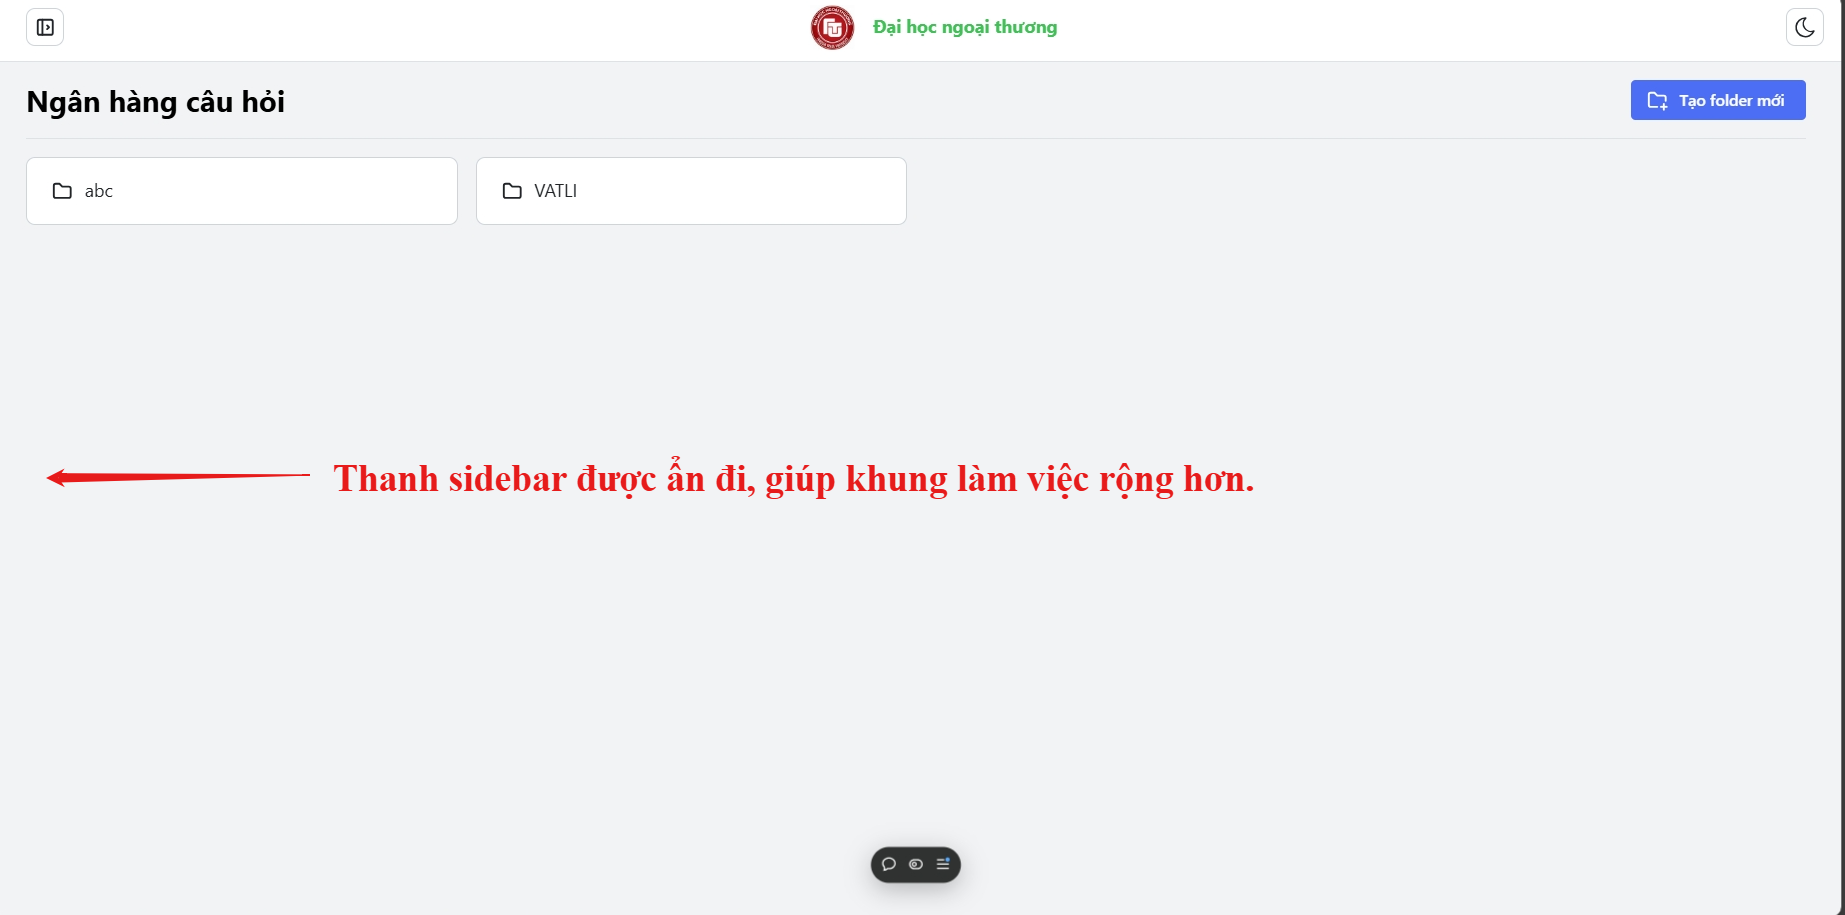 Đại học ngoại thương
Ngân hàng câu hỏi
Tạo folder mới
abc
VATLI
Thanh sidebar được ẩn đi, giúp khung làm việc rộng hơn.